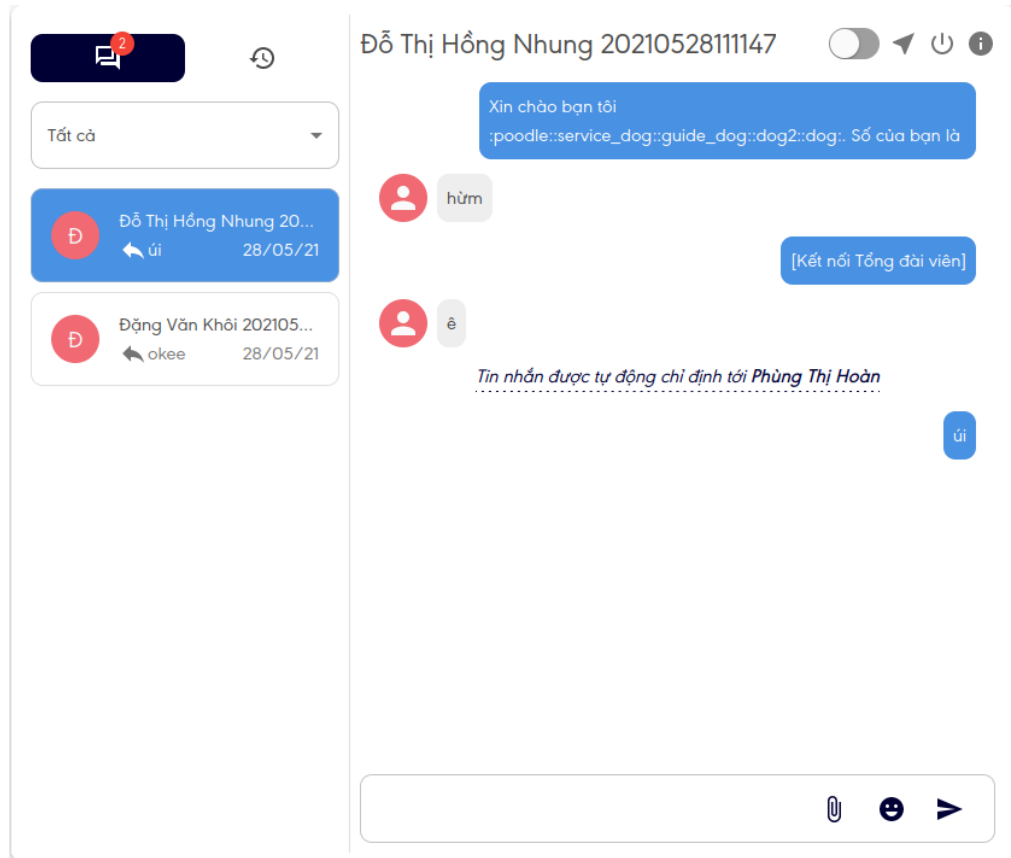 2
Tất cả
Đỗ Thị Hồng Nhung 20...
Đ
úi 28/05/21
Đặng Văn Khôi 202105...
Đ
okee 28/05/21
Đỗ Thị Hồng Nhung 20210528111147
Xin chào bạn tôi
:poodle::service_dog::guide_dog::dog2::dog:. Số của bạn là
hừm
[Kết nối Tổng đài viên]
ê
Tin nhắn được tự động chỉ định tới Phùng Thị Hoàn
úi